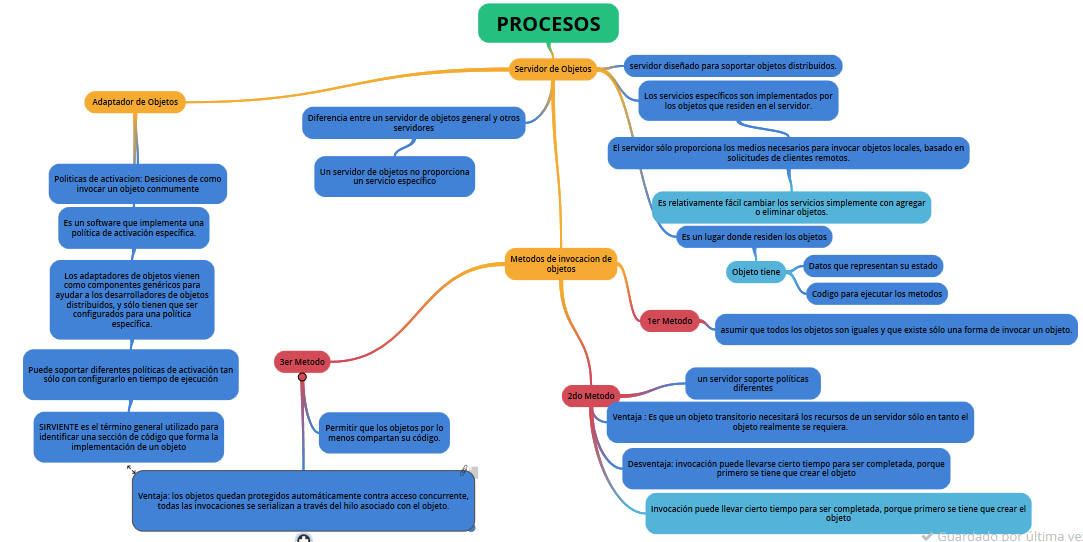 PROCESOS
Servidor de Objetos
servidor diseñado para soportar objetos distribuidos.
Los servicios específicos son implementados por
los objetos que residen en el servidor.
El servidor sólo proporciona los medios necesarios para invocar objetos locales, basado en
solicitudes de clientes remotos.
Es relativamente fácil cambiar los servicios simplemente con agregar
o eliminar objetos.
Es un lugar donde residen los objetos
Objeto tiene
Datos que representan su estado
Codigo para ejecutar los metodos
Diferencia entre un servidor de objetos general y otros
servidores
Un servidor de objetos no proporciona
un servicio específico
Adaptador de Objetos
Politicas de activacion: Desiciones de como
invocar un objeto conmumente
Es un software que implementa una
política de activación específica.
Los adaptadores de objetos vienen
como componentes genéricos para
ayudar a los desarrolladores de objetos
distribuidos, y sólo tienen que ser
configurados para una política
específica.
Puede soportar diferentes políticas de activación tan
sólo con configurarlo en tiempo de ejecución
SIRVIENTE es el término general utilizado para
identificar una sección de código que forma la
implementación de un objeto
Metodos de invocacion de
objetos
1er Metodo
asumir que todos los objetos son iguales y que existe sólo una forma de invocar un objeto.
2do Metodo
un servidor soporte políticas
diferentes
Ventaja : Es que un objeto transitorio necesitará los recursos de un servidor sólo en tanto el
objeto realmente se requiera.
Desventaja: invocación puede llevarse cierto tiempo para ser completada, porque
primero se tiene que crear el objeto
Invocación puede llevar cierto tiempo para ser completada, porque primero se tiene que crear el
objeto
3er Metodo
Permitir que los objetos por lo
menos compartan su código.
Ventaja: los objetos quedan protegidos automáticamente contra acceso concurrente,
todas las invocaciones se serializan a través del hilo asociado con el objeto.
Guardado por última